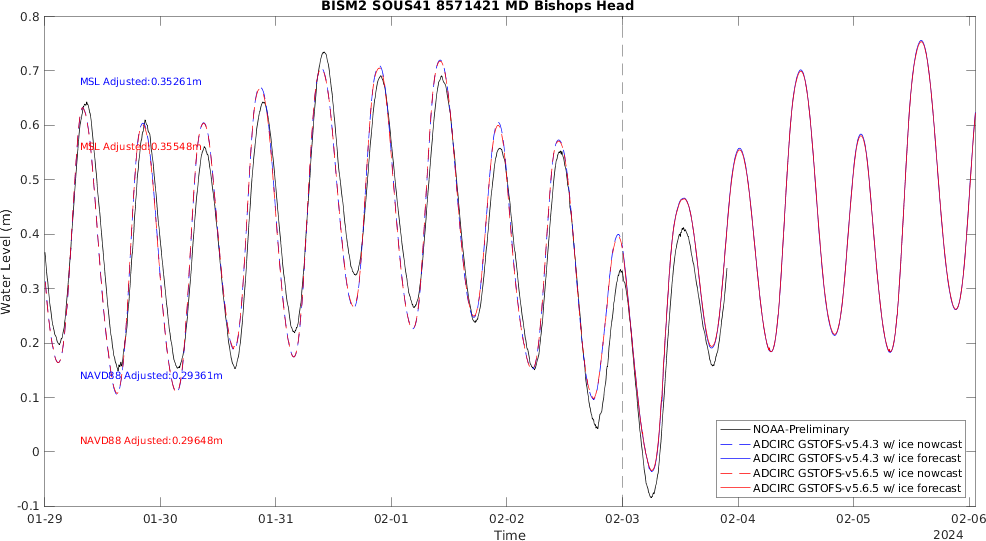 BISM2 SOUS41 8571421 MD Bishops Head
0.8
0.7
0.6
0.5
0.4
0.3
0.2
0.1
0
-0.1
Water Level (m)
MSL Adjusted:0.35261m
MSL Adjusted:0.35548m
NAVD88 Adjusted:0.29361m
NAVD88 Adjusted:0.29648m
NOAA-Preliminary
ADCIRC GSTOFS-v5.4.3 w/ ice nowcast
ADCIRC GSTOFS-v5.4.3 w/ ice forecast
ADCIRC GSTOFS-v5.6.5 w/ ice nowcast
ADCIRC GSTOFS-v5.6.5 w/ ice forecast
01-29 01-30 01-31 02-01 02-02 02-03 02-04 02-05 02-06
Time
2024